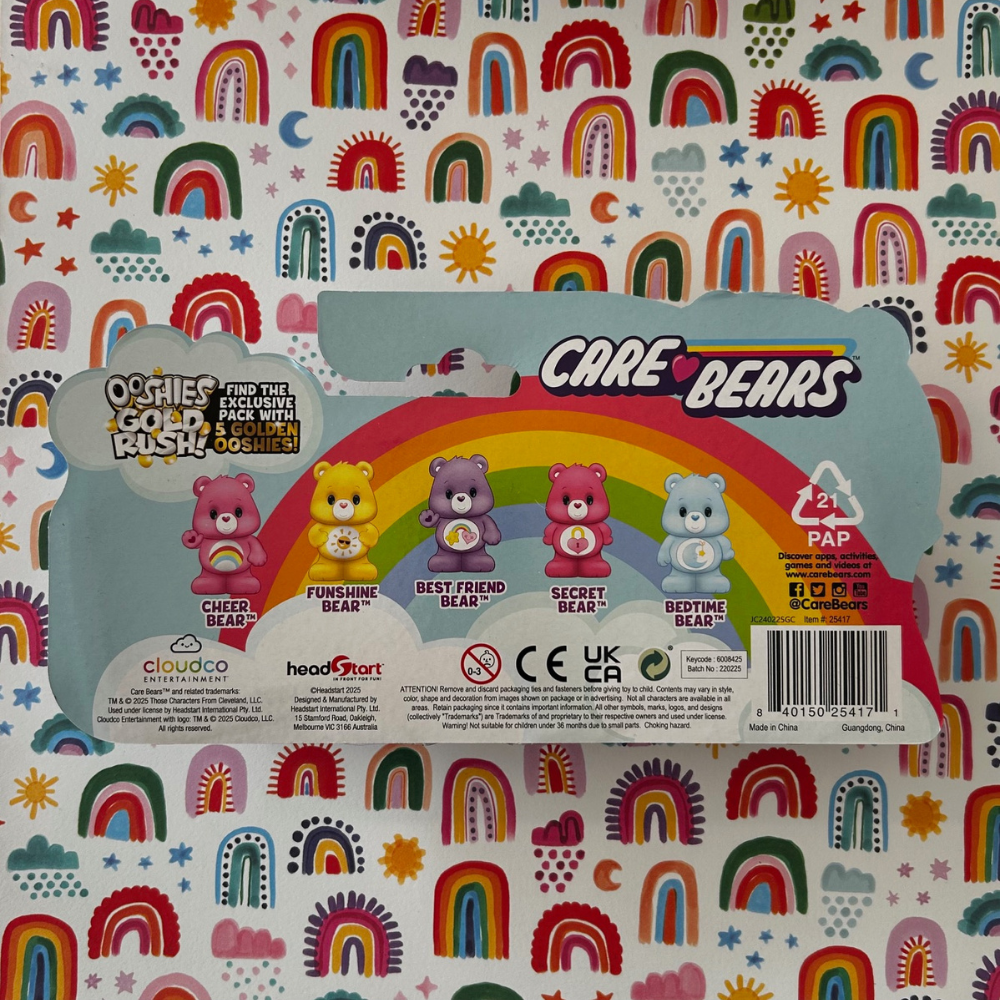 OOSHIES
GOLD
RUSH!
FIND THE
EXCLUSIVE
PACK WITH
5 GOLDEN
OOSHIES!
CARE BEARS™
CHEER
BEAR™
FUNSHINE
BEAR™
BEST FRIEND
BEAR™
SECRET
BEAR™
BEDTIME
BEAR™
21
PAP
Discover apps, activities,
games and videos at
www.carebears.com
@CareBears
JC24022SGC Item #: 25417
cloudco
ENTERTAINMENT™
Care Bears™ and related trademarks:
TM & © 2025 Those Characters From Cleveland, LLC.
Used under license by Headstart International Pty. Ltd.
Cloudco Entertainment with logo: TM & © 2025 Cloudco, LLC.
All rights reserved.
headStart
IN FRONT FOR FUN!
©Headstart 2025
Designed & Manufactured by
Headstart International Pty. Ltd.
15 Stamford Road, Oakleigh,
Melbourne VIC 3166 Australia
0-3
CE
UK
CA
Keycode : 6008425
Batch No : 220225
ATTENTION! Remove and discard packaging ties and fasteners before giving toy to child. Contents may vary in style,
color, shape and decoration from images shown on package or in advertising. Not all characters are available in all
areas. Retain packaging since it contains important information. All other symbols, marks, logos, and designs
(collectively "Trademarks") are Trademarks of and proprietary to their respective owners and used under license.
Warning! Not suitable for children under 36 months due to small parts. Choking hazard.
8 40150 25417 1
Made in China Guangdong, China